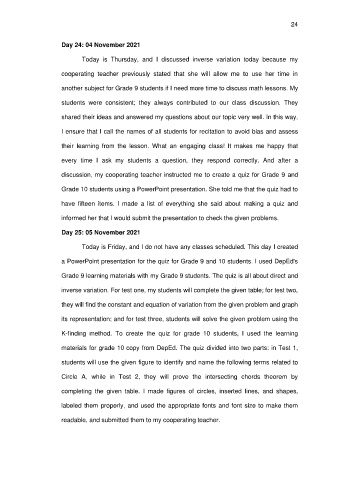 24
Day 24: 04 November 2021
Today is Thursday, and I discussed inverse variation today because my
cooperating teacher previously stated that she will allow me to use her time in
another subject for Grade 9 students if I need more time to discuss math lessons. My
students were consistent; they always contributed to our class discussion. They
shared their ideas and answered my questions about our topic very well. In this way,
I ensure that I call the names of all students for recitation to avoid bias and assess
their learning from the lesson. What an engaging class! It makes me happy that
every time I ask my students a question, they respond correctly. And after a
discussion, my cooperating teacher instructed me to create a quiz for Grade 9 and
Grade 10 students using a PowerPoint presentation. She told me that the quiz had to
have fifteen items. I made a list of everything she said about making a quiz and
informed her that I would submit the presentation to check the given problems.
Day 25: 05 November 2021
Today is Friday, and I do not have any classes scheduled. This day I created
a PowerPoint presentation for the quiz for Grade 9 and 10 students. I used DepEd's
Grade 9 learning materials with my Grade 9 students. The quiz is all about direct and
inverse variation. For test one, my students will complete the given table; for test two,
they will find the constant and equation of variation from the given problem and graph
its representation; and for test three, students will solve the given problem using the
K-finding method. To create the quiz for grade 10 students, I used the learning
materials for grade 10 copy from DepEd. The quiz divided into two parts: in Test 1,
students will use the given figure to identify and name the following terms related to
Circle A, while in Test 2, they will prove the intersecting chords theorem by
completing the given table. I made figures of circles, inserted lines, and shapes,
labeled them properly, and used the appropriate fonts and font size to make them
readable, and submitted them to my cooperating teacher.